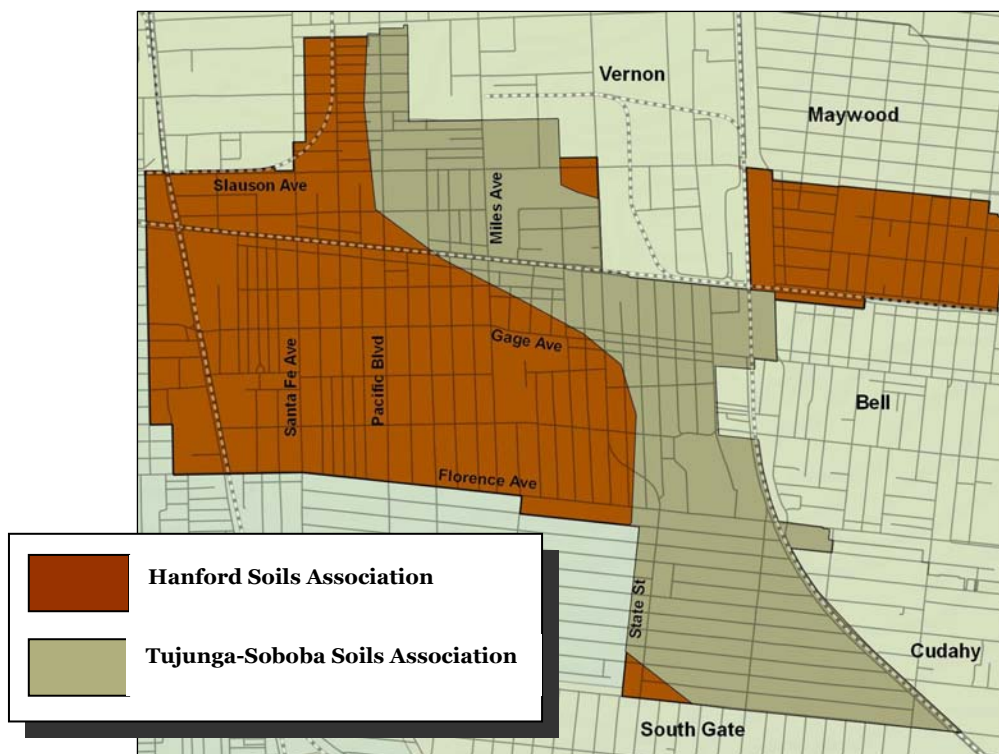 Vernon
Maywood
Slauson Ave
Miles Ave
Gage Ave
Santa Fe Ave
Pacific Blvd
Bell
Florence Ave
Hanford Soils Association
State St
Tujunga-Soboba Soils Association
Cudahy
South Gate